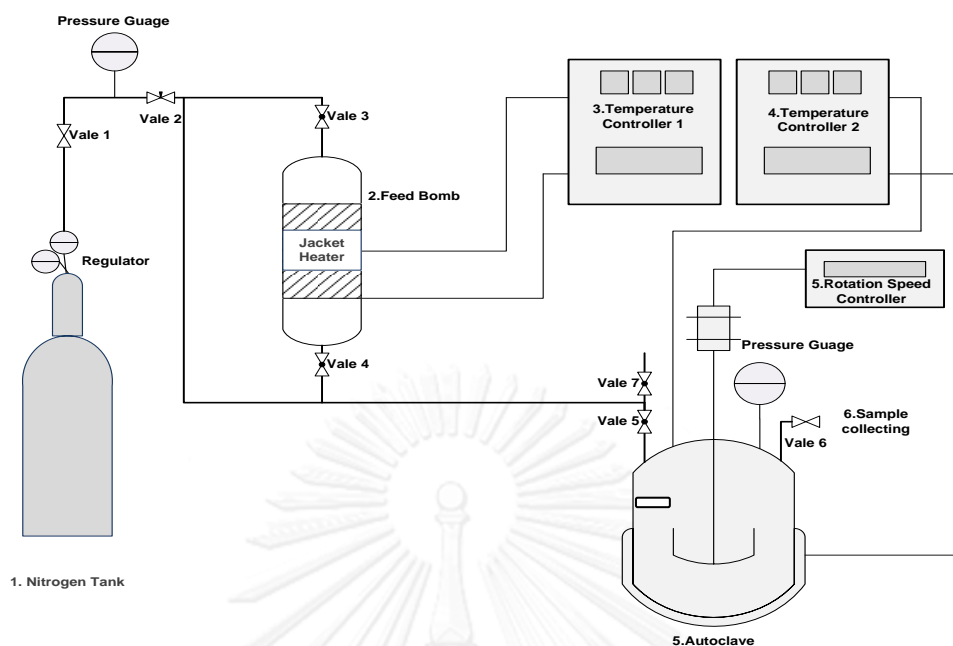 Pressure Guage
Vale 1
Vale 2
Vale 3
Regulator
1. Nitrogen Tank
2.Feed Bomb
Jacket
Heater
Vale 4
3.Temperature
Controller 1
4.Temperature
Controller 2
5.Rotation Speed
Controller
Pressure Guage
Vale 7
Vale 5
6.Sample
collecting
Vale 6
5.Autoclave